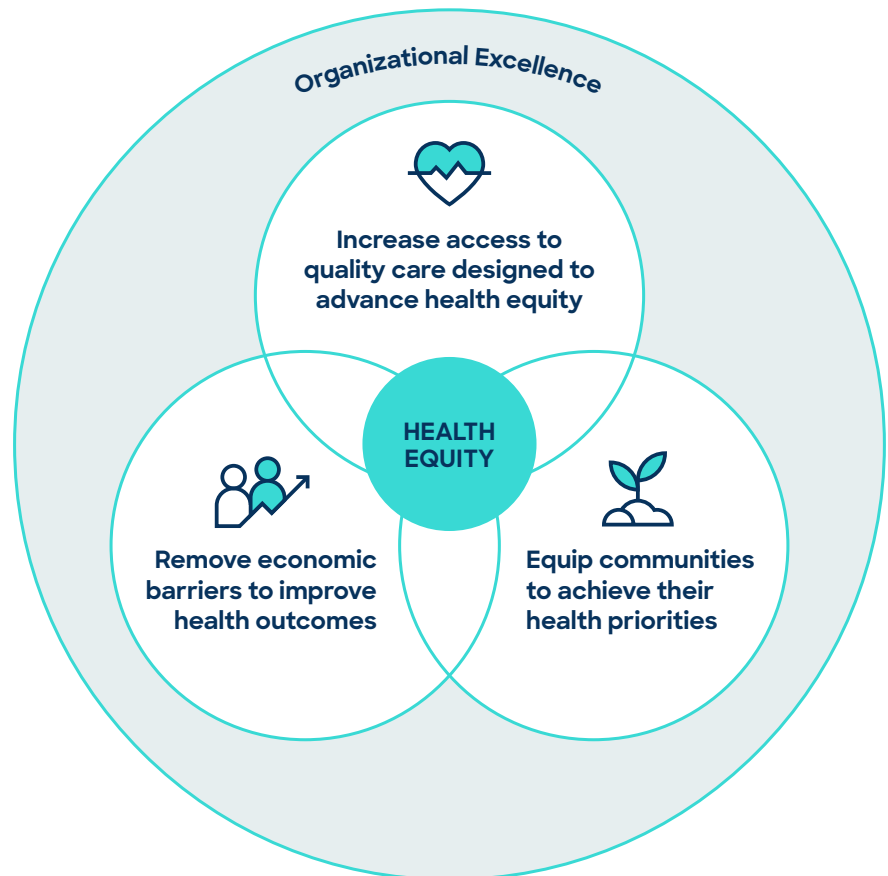 Organizational Excellence
Increase access to
quality care designed to
advance health equity
HEALTH
EQUITY
Remove economic
barriers to improve
health outcomes
Equip communities
to achieve their
health priorities